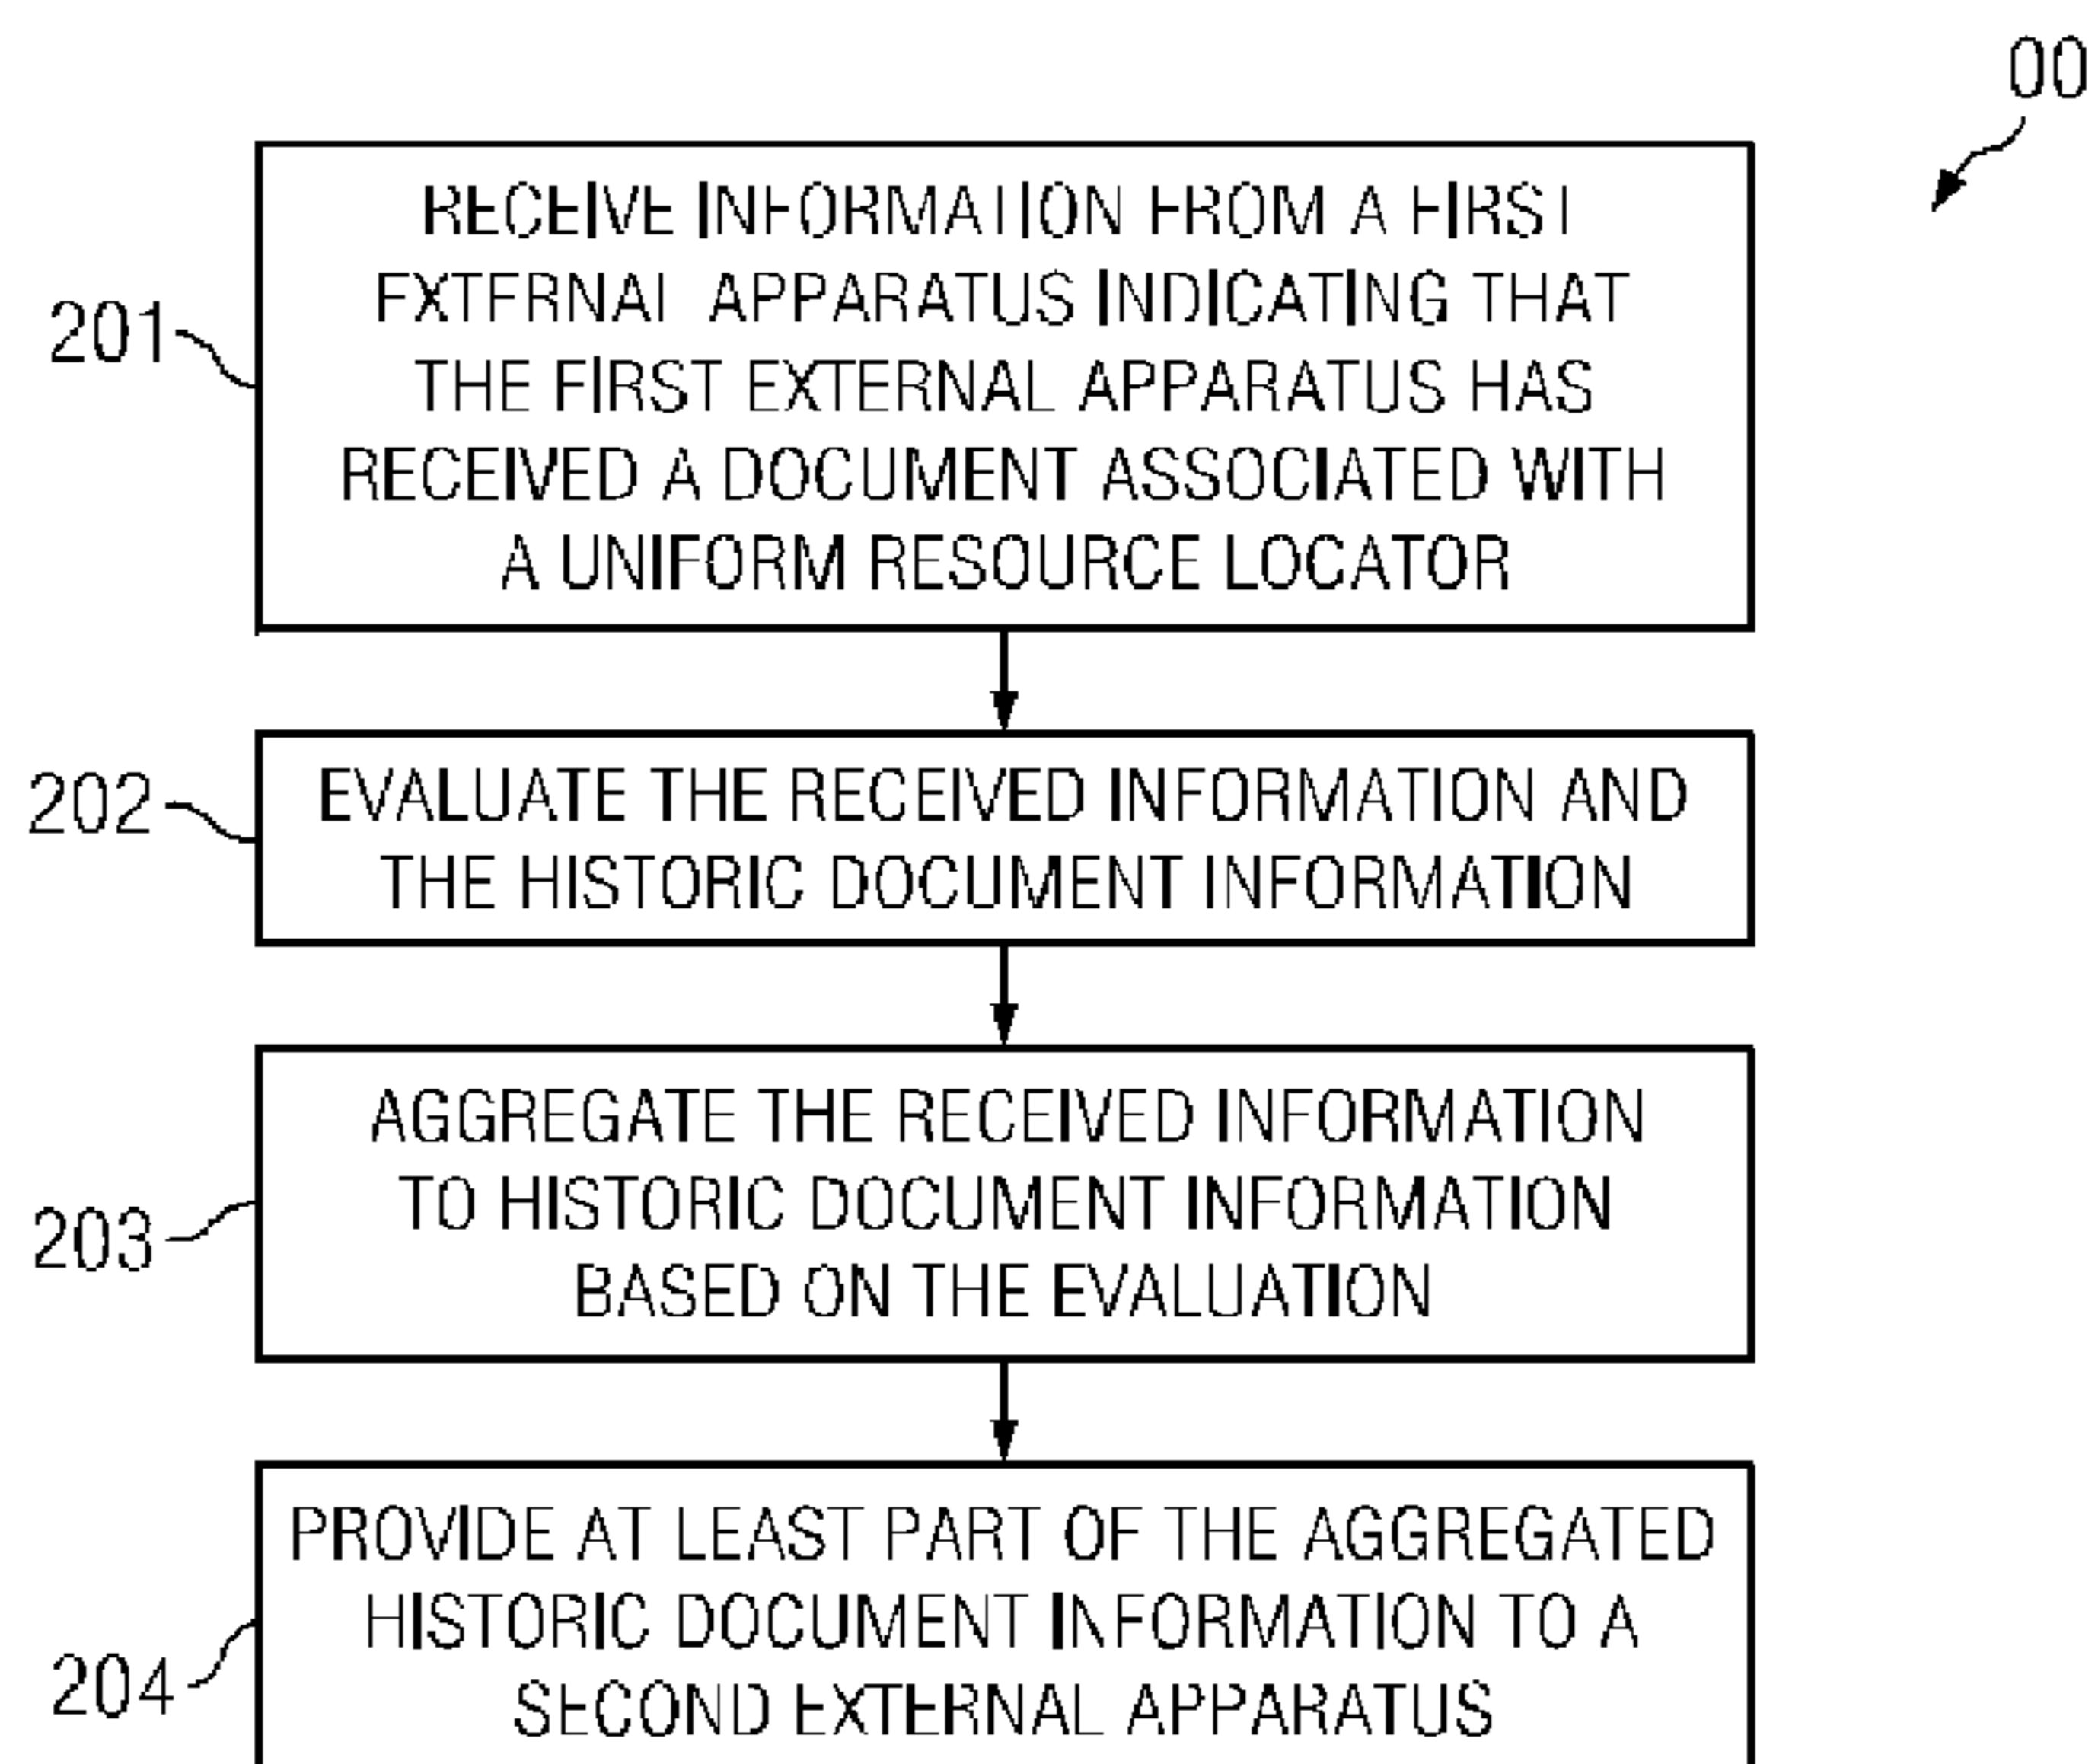 00
201
RECEIVE INFORMATION FROM A FIRST
EXTERNAL APPARATUS INDICATING THAT
THE FIRST EXTERNAL APPARATUS HAS
RECEIVED A DOCUMENT ASSOCIATED WITH
A UNIFORM RESOURCE LOCATOR
202
EVALUATE THE RECEIVED INFORMATION AND
THE HISTORIC DOCUMENT INFORMATION
203
AGGREGATE THE RECEIVED INFORMATION
TO HISTORIC DOCUMENT INFORMATION
BASED ON THE EVALUATION
204
PROVIDE AT LEAST PART OF THE AGGREGATED
HISTORIC DOCUMENT INFORMATION TO A
SECOND EXTERNAL APPARATUS